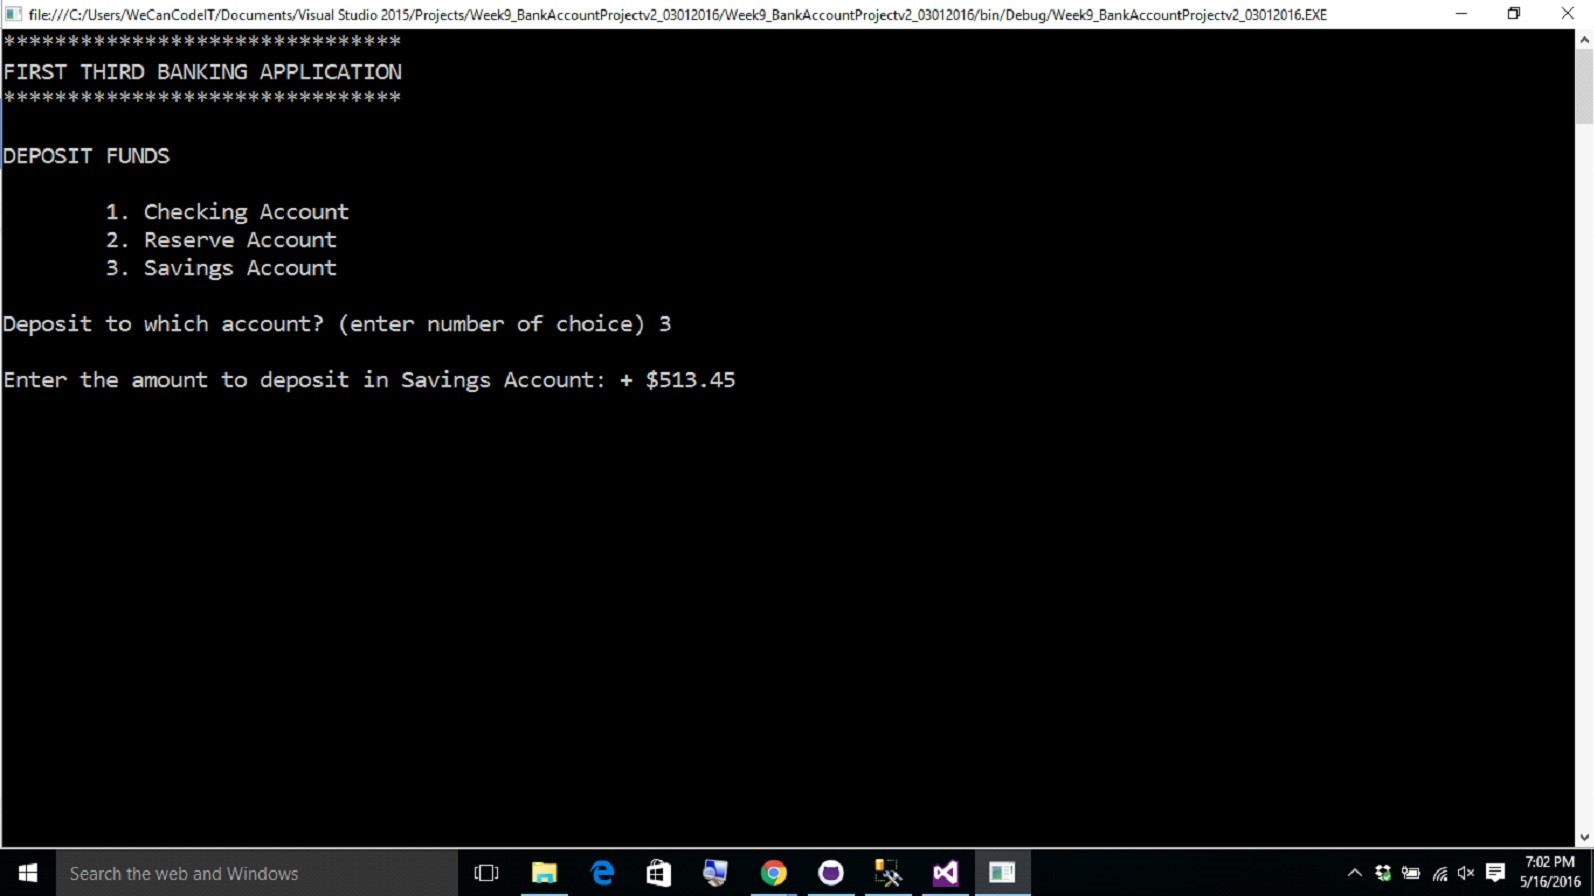 file:///C:/Users/WeCanCodeIT/Documents/Visual Studio 2015/Projects/Week9_BankAccountProjectv2_03012016/Week9_BankAccountProjectv2_03012016/bin/Debug/Week9_BankAccountProjectv2_03012016.EXE
*******************************
FIRST THIRD BANKING APPLICATION
*******************************
DEPOSIT FUNDS
1. Checking Account
2. Reserve Account
3. Savings Account
Deposit to which account? (enter number of choice) 3
Enter the amount to deposit in Savings Account: + $513.45
Search the web and Windows
7:02 PM
5/16/2016